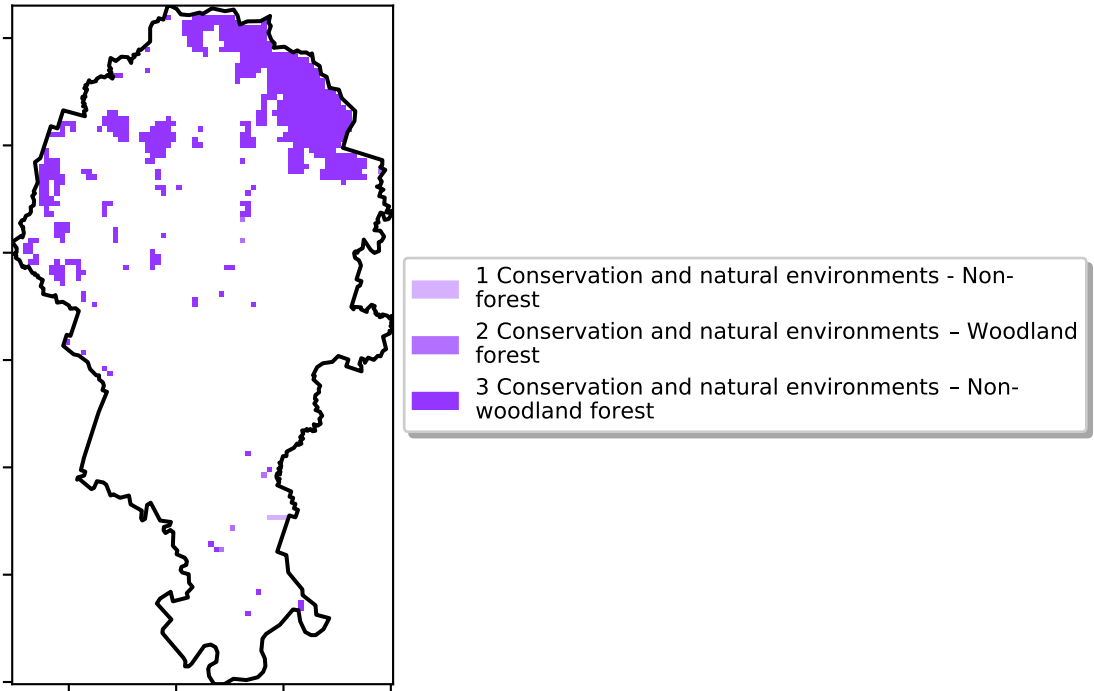 1 Conservation and natural environments - Non-
forest
2 Conservation and natural environments – Woodland
forest
3 Conservation and natural environments – Non-
woodland forest